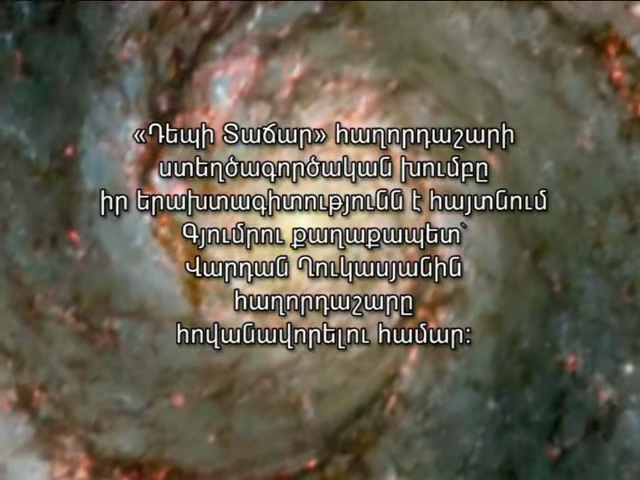 «Դեպի Տաճար» հաղորդաշարի
ստեղծագործական խումբը
իր երախտագիտությունն է հայտնում
Գյումրու քաղաքապետ՝
Վարդան Ղուկասյանին
հաղորդաշարը
հովանավորելու համար: